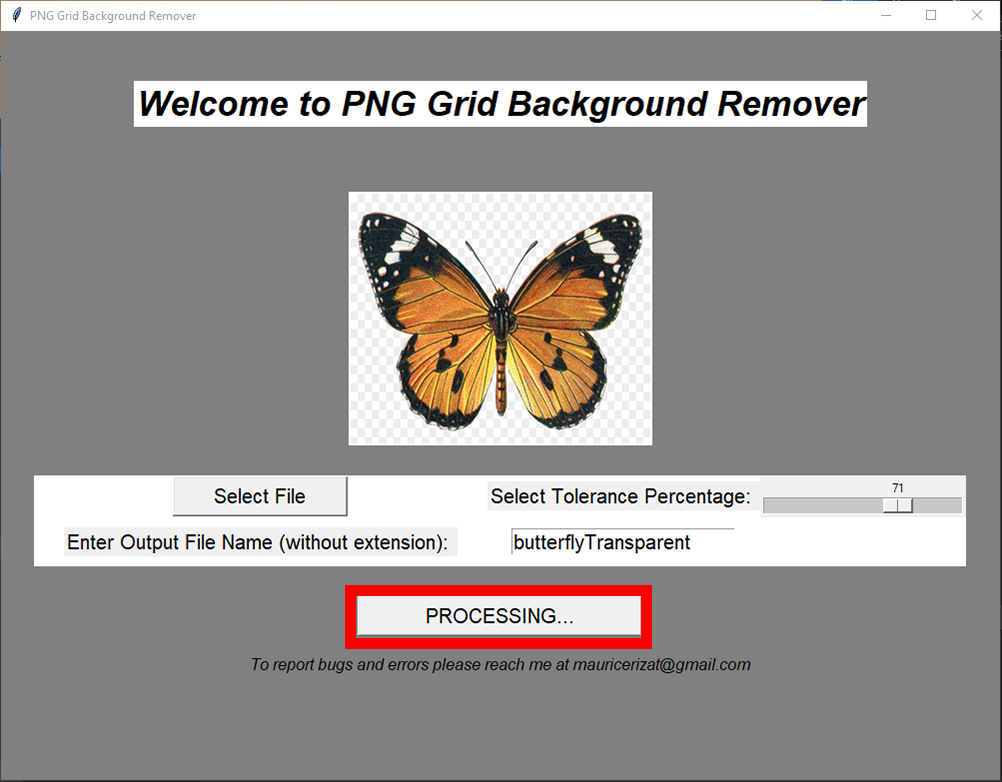 PNG Grid Background Remover
Welcome to PNG Grid Background Remover
Select File
Select Tolerance Percentage:
71
Enter Output File Name (without extension):
butterflyTransparent
PROCESSING...
To report bugs and errors please reach me at mauricerizat@gmail.com